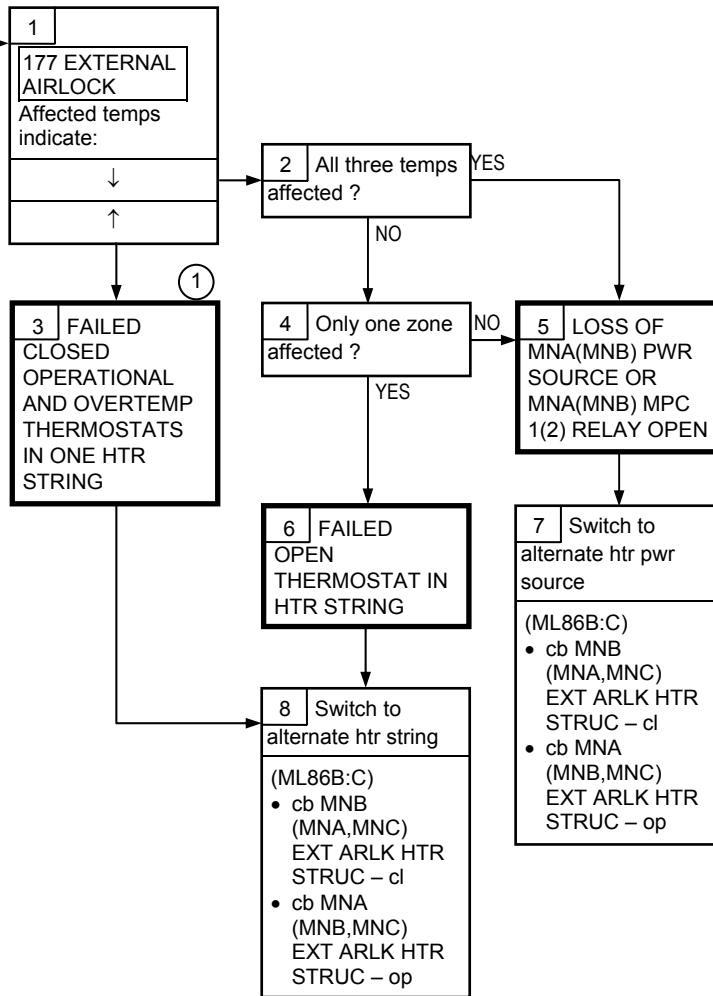 1
177 EXTERNAL
AIRLOCK
Affected temps
indicate:
↓
↑
2 All three temps
affected ?
YES
NO
1
3 FAILED
CLOSED
OPERATIONAL
AND OVERTEMP
THERMOSTATS
IN ONE HTR
STRING
4 Only one zone
affected ?
NO
YES
5 LOSS OF
MNA(MNB) PWR
SOURCE OR
MNA(MNB) MPC
1(2) RELAY OPEN
6 FAILED
OPEN
THERMOSTAT IN
HTR STRING
7 Switch to
alternate htr pwr
source
(ML86B:C)
• cb MNB
(MNA,MNC)
EXT ARLK HTR
STRUC – cl
• cb MNA
(MNB,MNC)
EXT ARLK HTR
STRUC – op
8 Switch to
alternate htr string
(ML86B:C)
• cb MNB
(MNA,MNC)
EXT ARLK HTR
STRUC – cl
• cb MNA
(MNB,MNC)
EXT ARLK HTR
STRUC – op